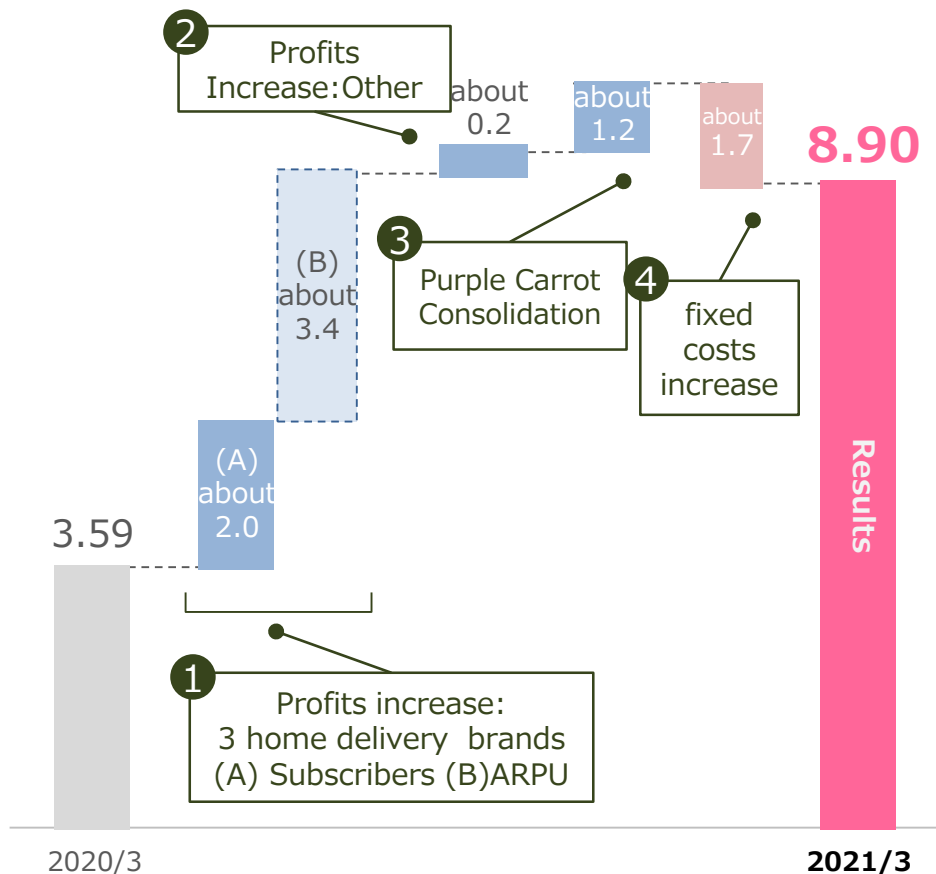 2
Profits
Increase:Other
about
0.2
about
1.2
about
1.7
8.90
(B)
about
3.4
3
Purple Carrot
Consolidation
4
fixed
costs
increase
(A)
about
2.0
3.59
Results
1
Profits increase:
3 home delivery brands
(A) Subscribers (B)ARPU
2020/3
2021/3